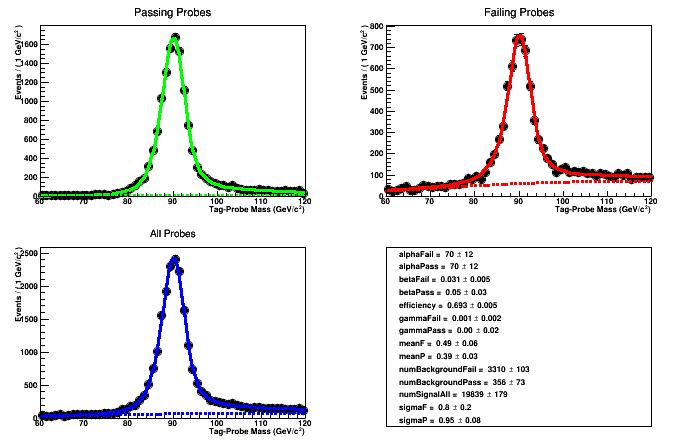 Passing Probes
Events / ( 1 GeV/c² )
1600
1400
1200
1000
800
600
400
200
0
60 70 80 90 100 110 120
Tag-Probe Mass (GeV/c²)
Failing Probes
Events / ( 1 GeV/c² )
800
700
600
500
400
300
200
100
0
60 70 80 90 100 110 120
Tag-Probe Mass (GeV/c²)
All Probes
Events / ( 1 GeV/c² )
2500
2000
1500
1000
500
0
60 70 80 90 100 110 120
Tag-Probe Mass (GeV/c²)
alphaFail = 70 ± 12
alphaPass = 70 ± 12
betaFail = 0.031 ± 0.005
betaPass = 0.05 ± 0.03
efficiency = 0.693 ± 0.005
gammaFail = 0.001 ± 0.002
gammaPass = 0.00 ± 0.02
meanF = 0.49 ± 0.06
meanP = 0.39 ± 0.03
numBackgroundFail = 3310 ± 103
numBackgroundPass = 356 ± 73
numSignalAll = 19839 ± 179
sigmaF = 0.8 ± 0.2
sigmaP = 0.95 ± 0.08